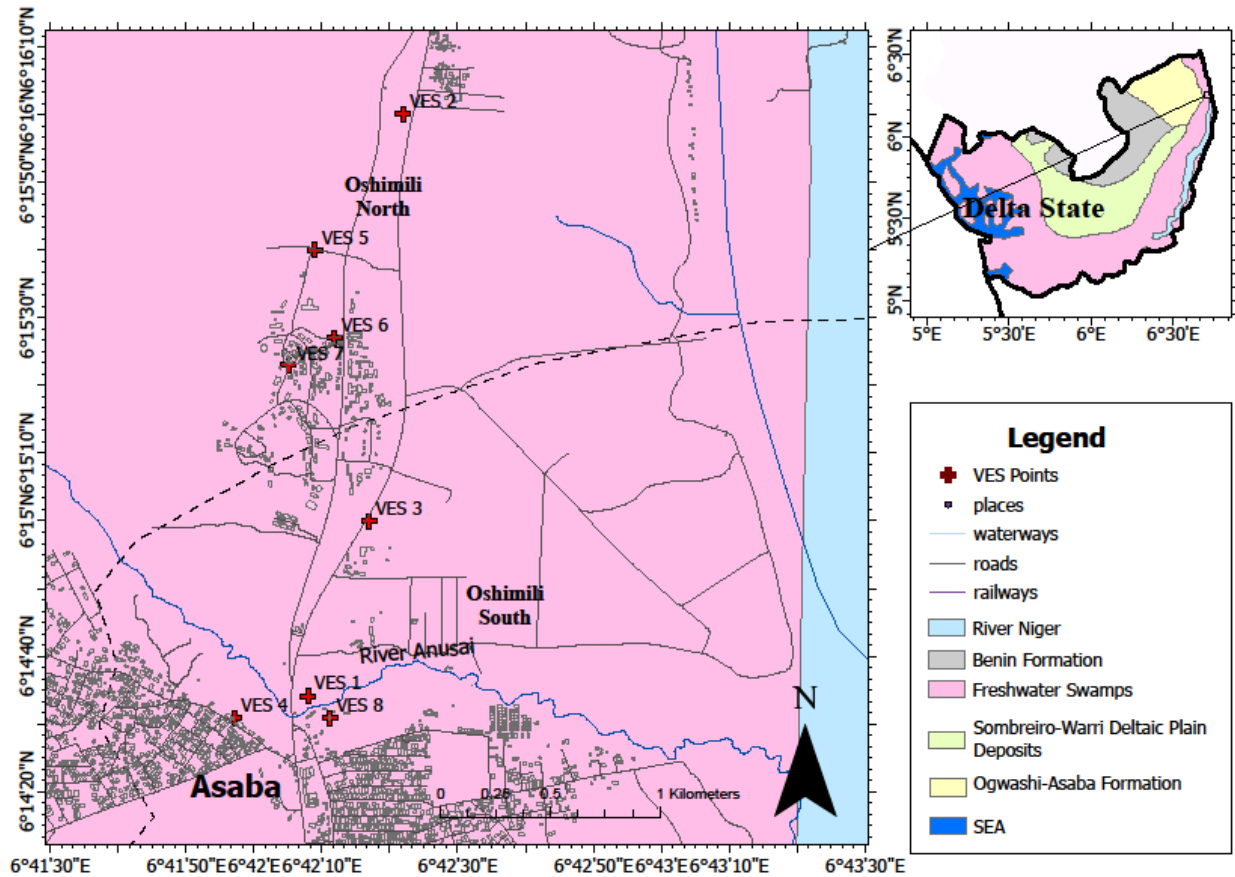 6°16'10"N
6°16'N
6°15'50"N
6°15'30"N
6°15'10"N
6°15'N
6°14'40"N
6°14'20"N
VES 2
Oshimili
North
VES 5
VES 6
VES 7
VES 3
Oshimili
South
River Anusai
VES 1
VES 4
VES 8
Asaba
0 0.25 0.5 1 Kilometers
N
6°41'30"E 6°41'50"E 6°42'E 6°42'10"E 6°42'30"E 6°42'50"E 6°43'E 6°43'10"E 6°43'30"E
6°30'N
6°N
5°30'N
5°N
6°30'N
6°N
5°30'N
5°N
Delta State
5°E 5°30'E 6°E 6°30'E
Legend
VES Points
places
waterways
roads
railways
River Niger
Benin Formation
Freshwater Swamps
Sombreiro-Warri Deltaic Plain
Deposits
Ogwashi-Asaba Formation
SEA